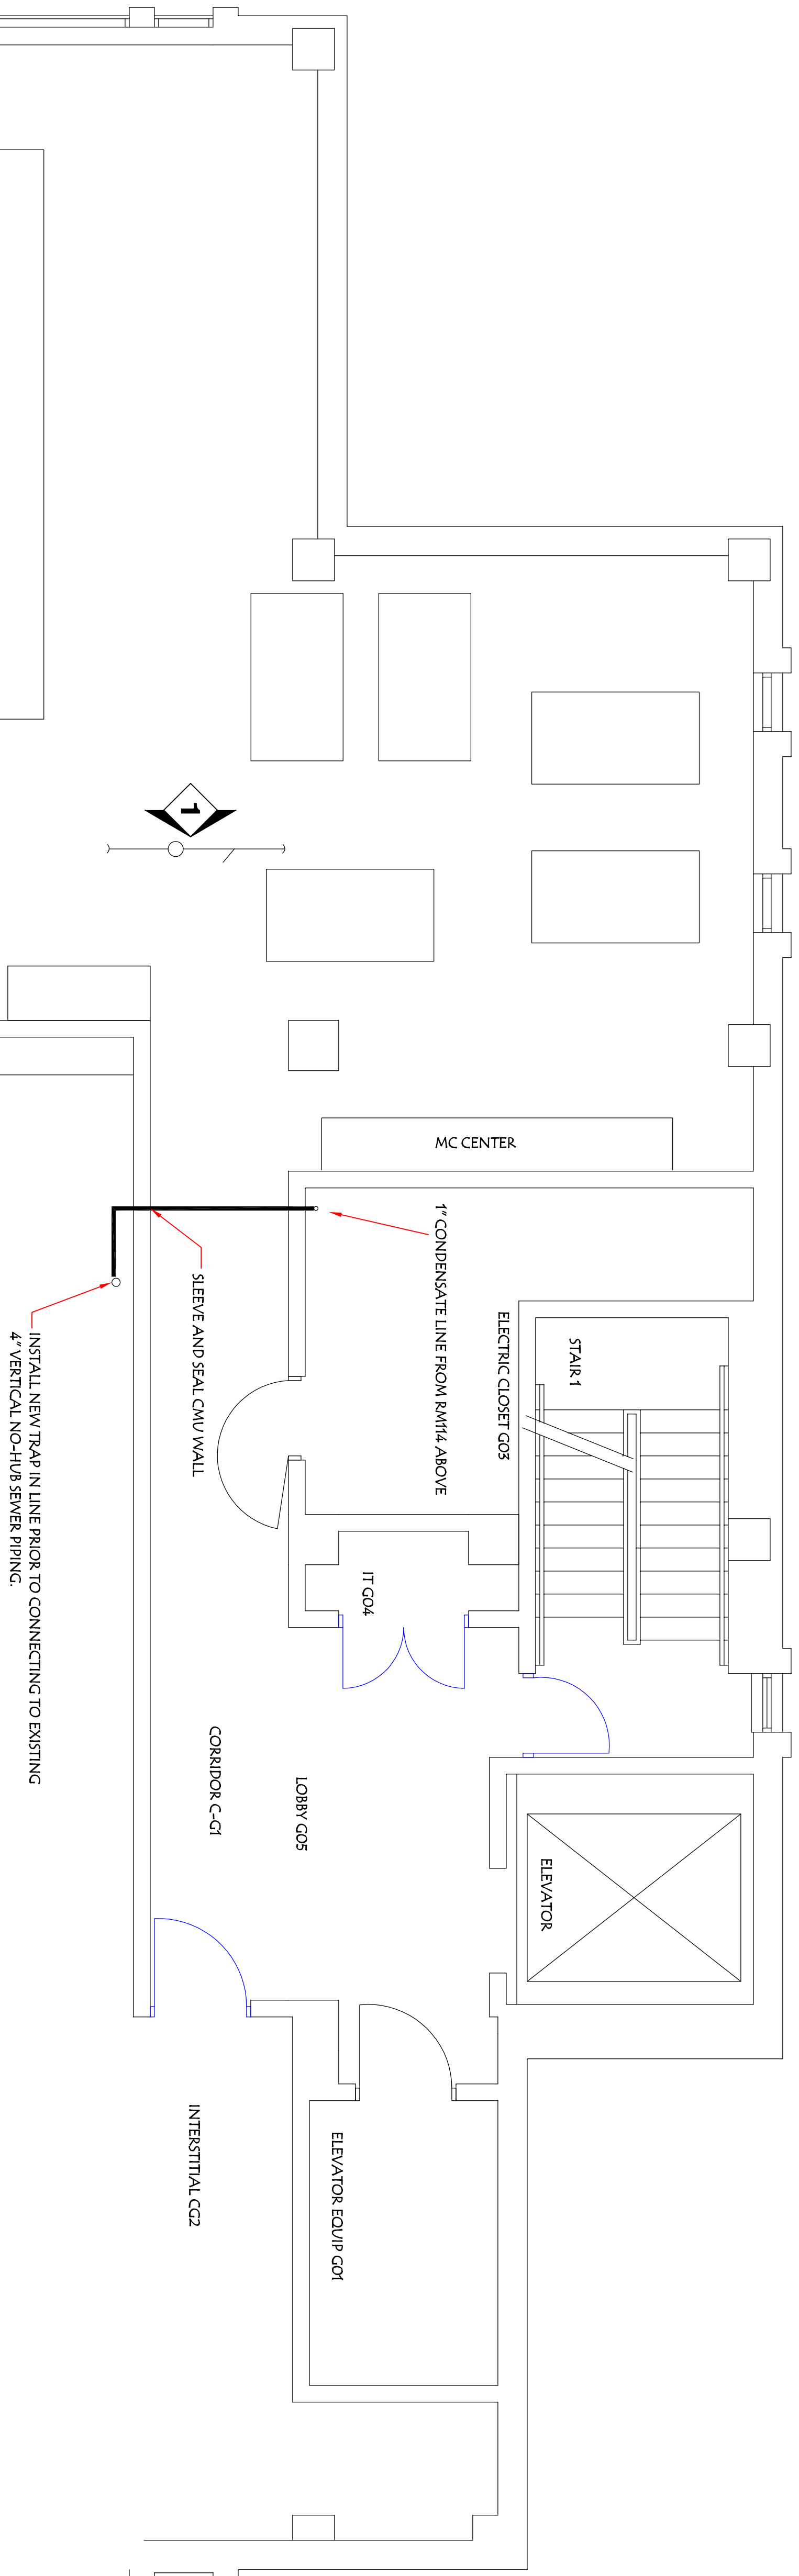 1
MC CENTER
1" CONDENSATE LINE FROM RM114 ABOVE
ELECTRIC CLOSET G03
STAIR 1
SLEEVE AND SEAL CMU WALL
INSTALL NEW TRAP IN LINE PRIOR TO CONNECTING TO EXISTING
4" VERTICAL NO-HUB SEWER PIPING.
IT G04
CORRIDOR C-G1
LOBBY G05
ELEVATOR
INTERSTITIAL CG2
ELEVATOR EQUIP G01